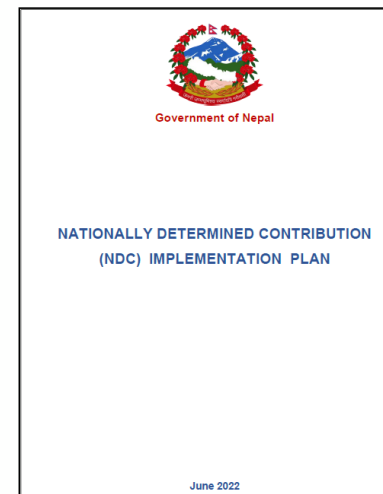 Government of Nepal
NATIONALLY DETERMINED CONTRIBUTION
(NDC) IMPLEMENTATION PLAN
June 2022